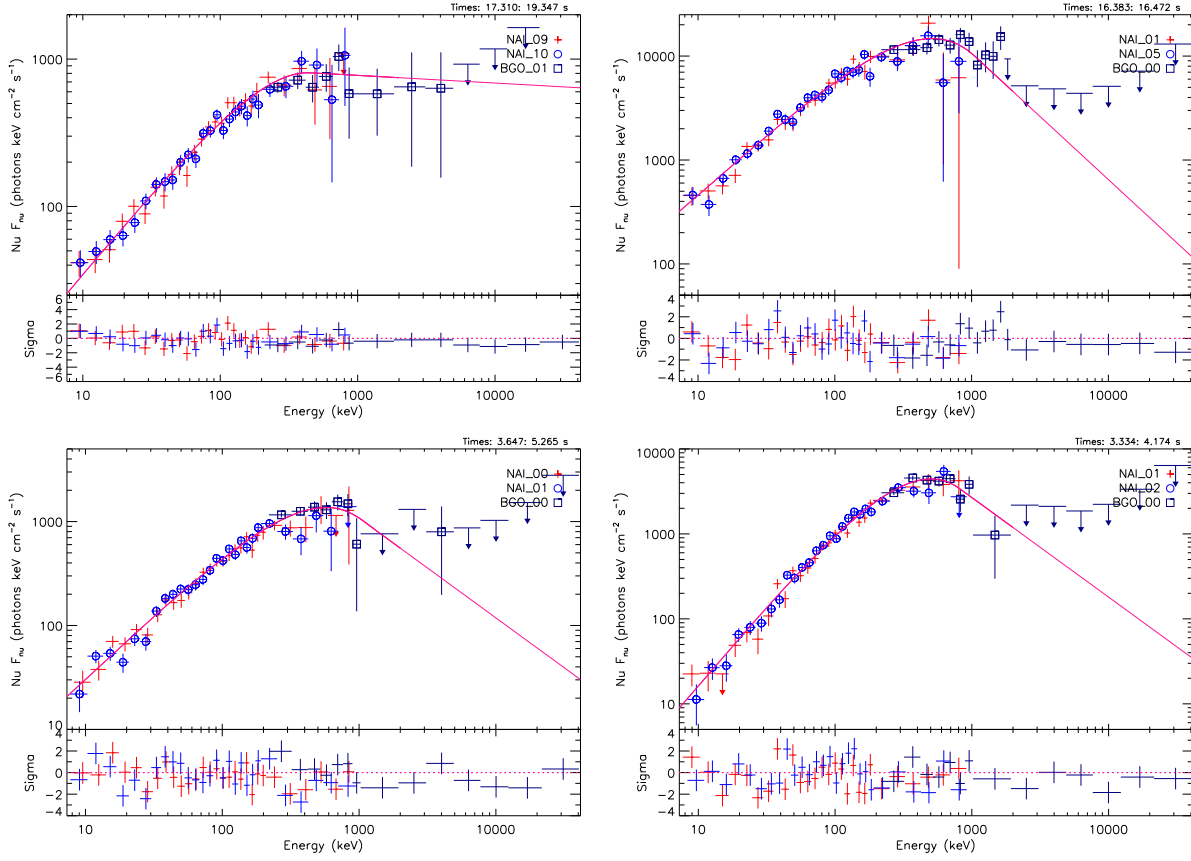 Times: 17.310: 19.347 s
NAI_09
NAI_10
BGO_01
Nu F_nu (photons keV cm⁻² s⁻¹)
1000
100
6
4
2
0
-2
-4
-6
Sigma
10 100 1000 10000
Energy (keV)
Times: 16.383: 16.472 s
NAI_01
NAI_05
BGO_00
Nu F_nu (photons keV cm⁻² s⁻¹)
10000
1000
100
4
2
0
-2
-4
Sigma
10 100 1000 10000
Energy (keV)
Times: 3.647: 5.265 s
NAI_00
NAI_01
BGO_00
Nu F_nu (photons keV cm⁻² s⁻¹)
1000
100
10
4
2
0
-2
-4
Sigma
10 100 1000 10000
Energy (keV)
Times: 3.334: 4.174 s
NAI_01
NAI_02
BGO_00
Nu F_nu (photons keV cm⁻² s⁻¹)
10000
1000
100
10
4
2
0
-2
-4
Sigma
10 100 1000 10000
Energy (keV)